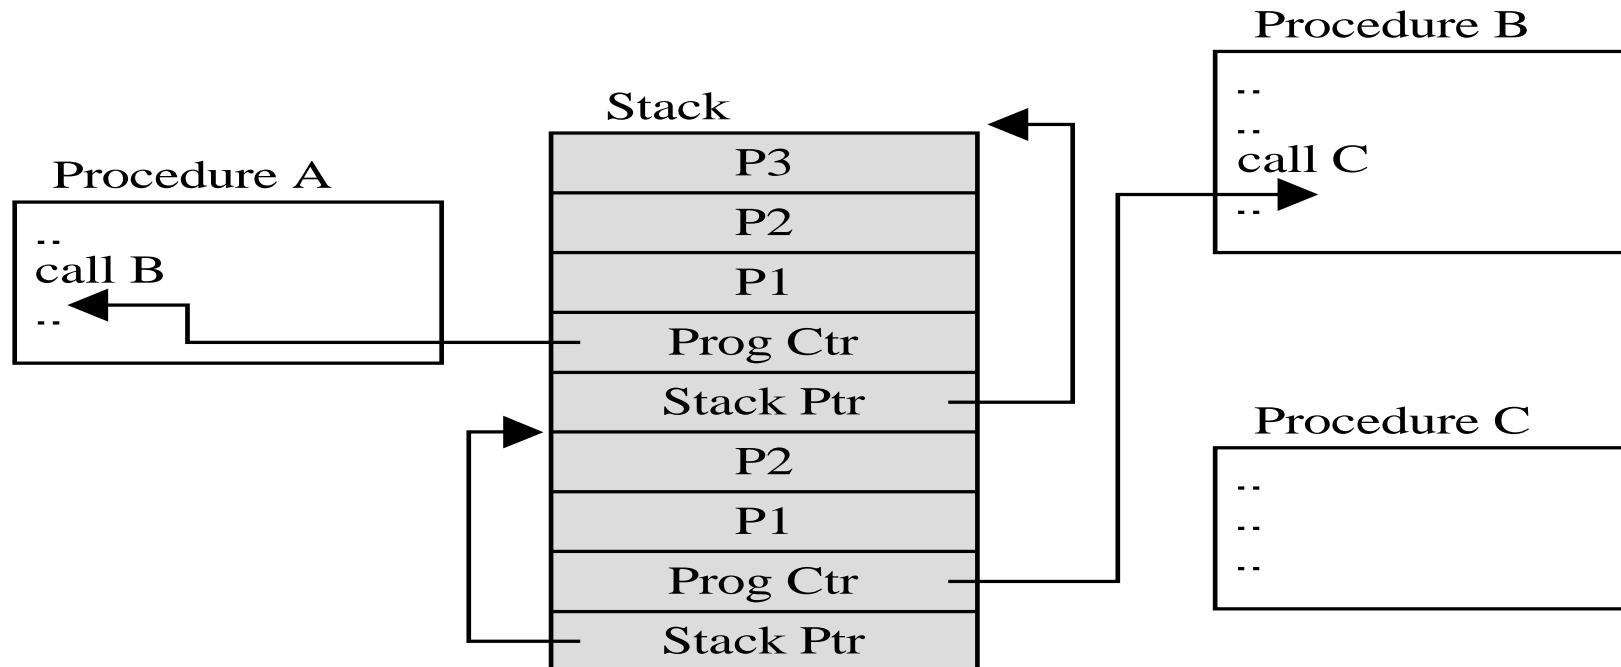 Procedure A
--
call B
--
Stack
P3
P2
P1
Prog Ctr
Stack Ptr
P2
P1
Prog Ctr
Stack Ptr
Procedure B
--
--
call C
--
Procedure C
--
--
--